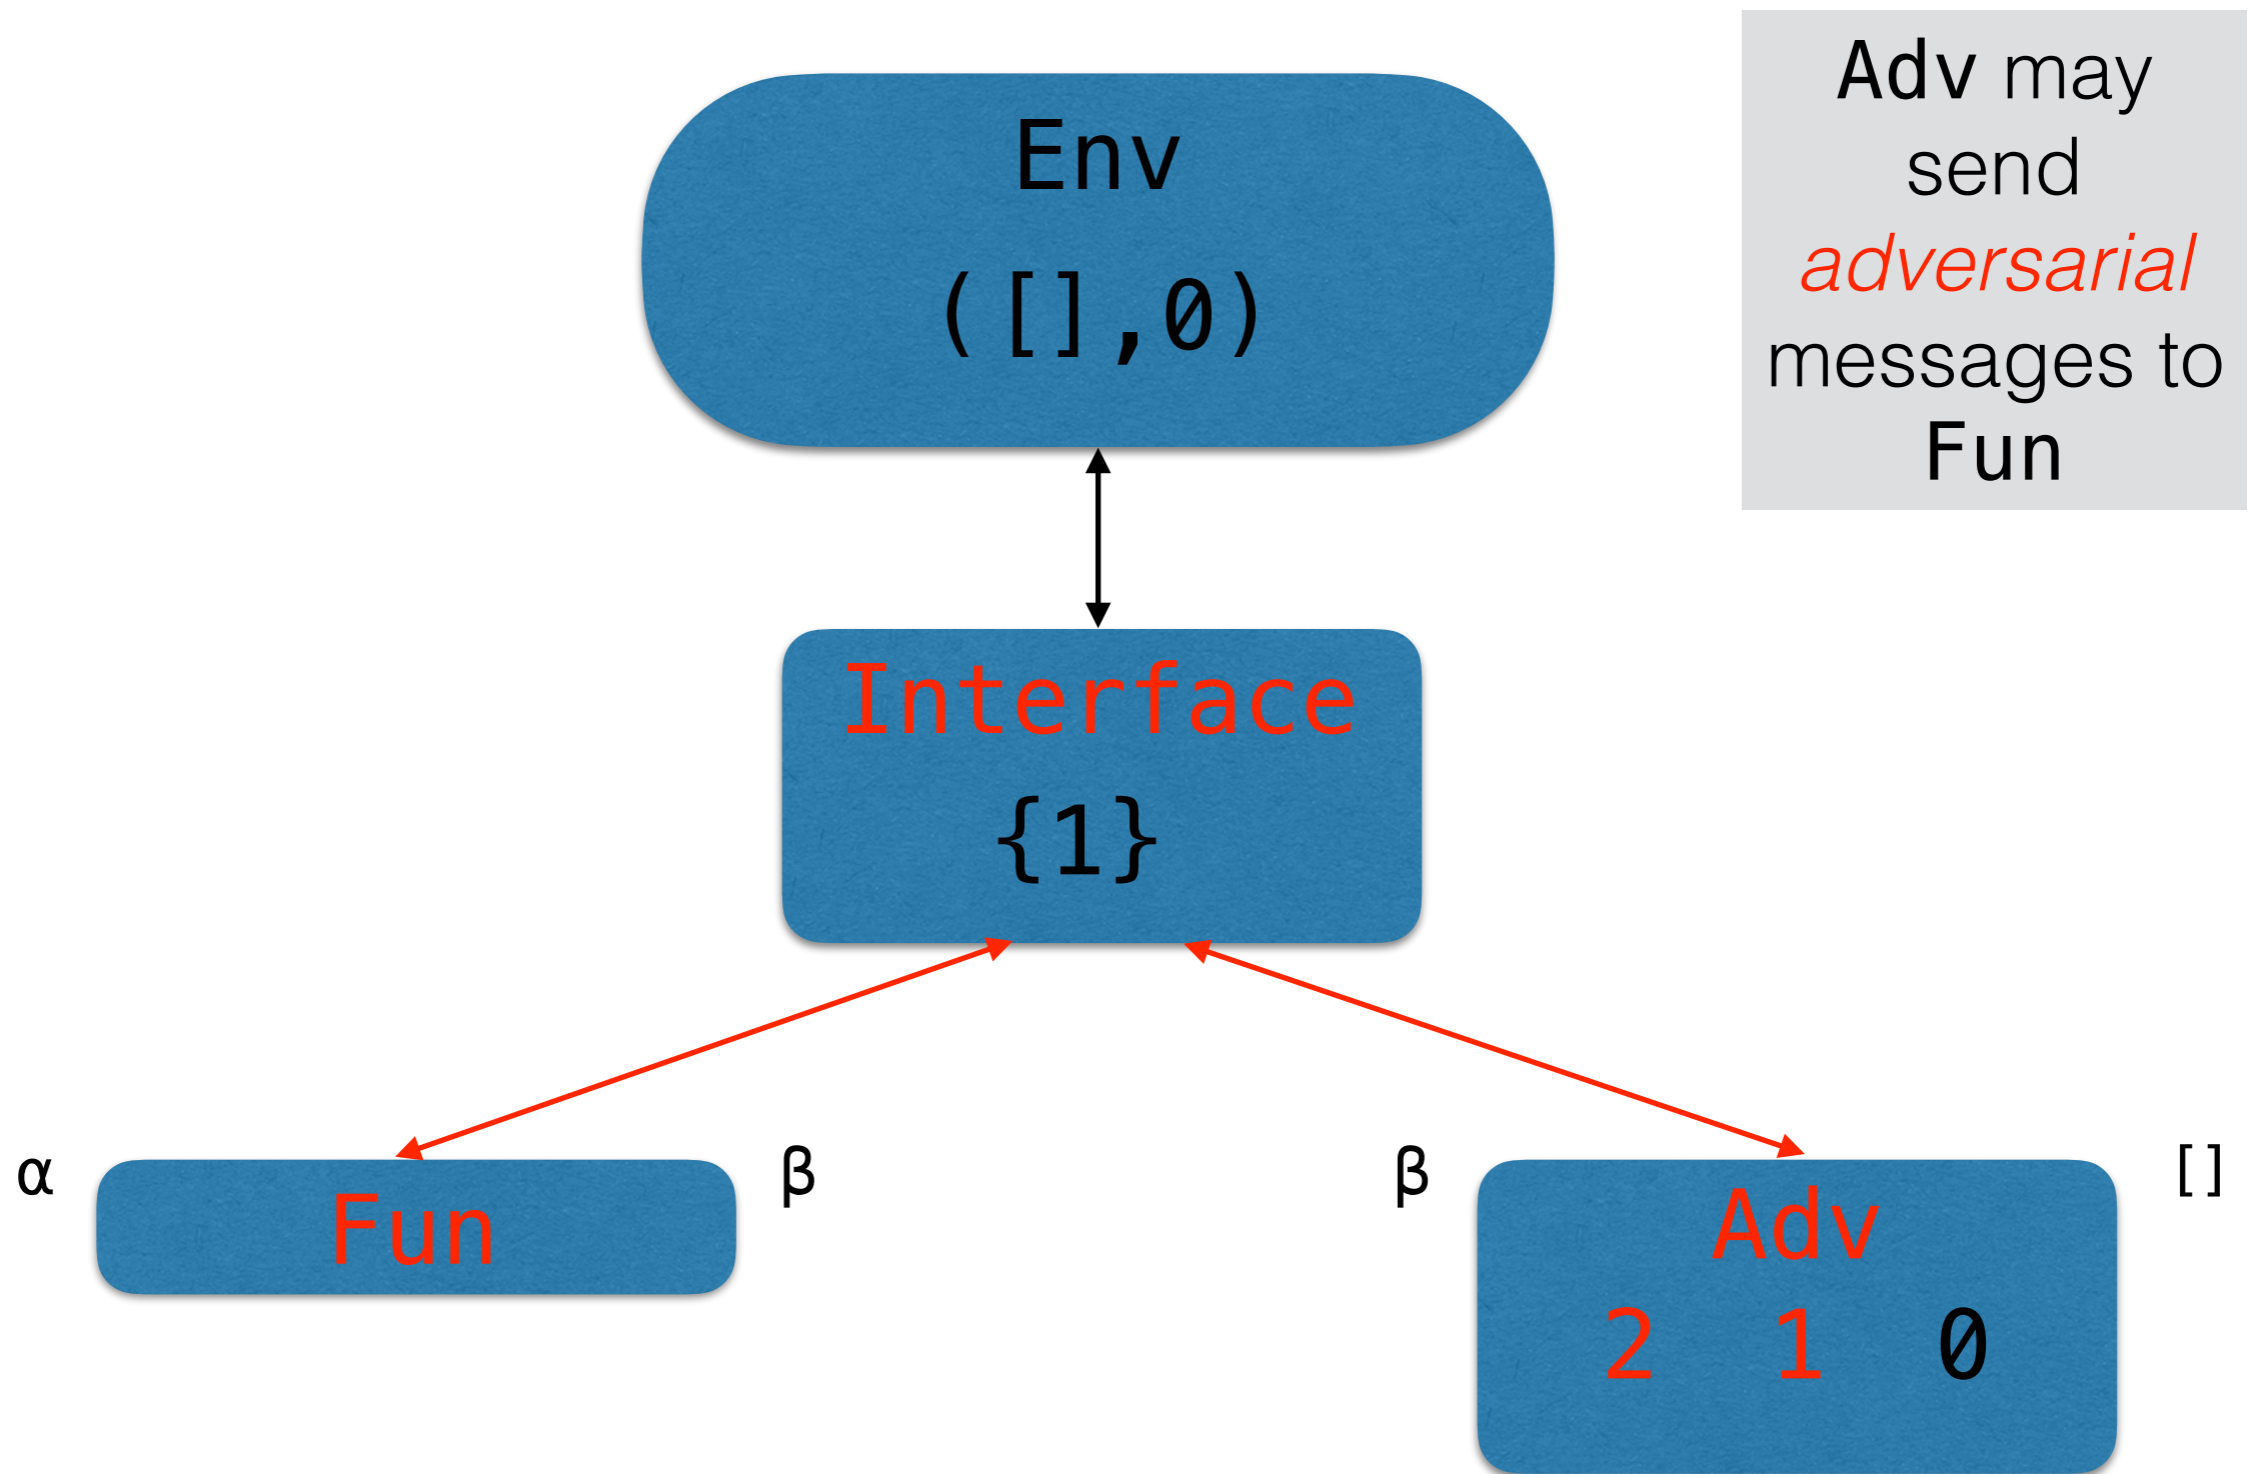 Env
([],0)
Adv may
send
adversarial
messages to
Fun
Interface
{1}
α
Fun
β
β
Adv
2 1 0
[]